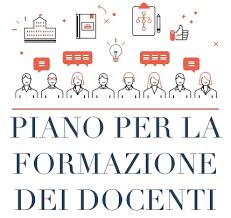 PIANO PER LA
FORMAZIONE
DEI DOCENTI